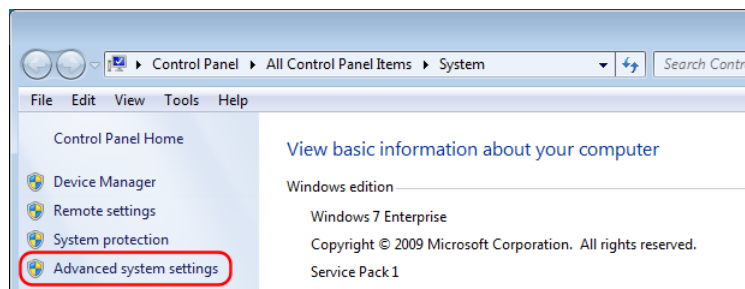 Control Panel All Control Panel Items System Search Contr
File Edit View Tools Help
Control Panel Home
View basic information about your computer
Device Manager
Windows edition
Remote settings
Windows 7 Enterprise
System protection
Copyright © 2009 Microsoft Corporation. All rights reserved.
Advanced system settings
Service Pack 1